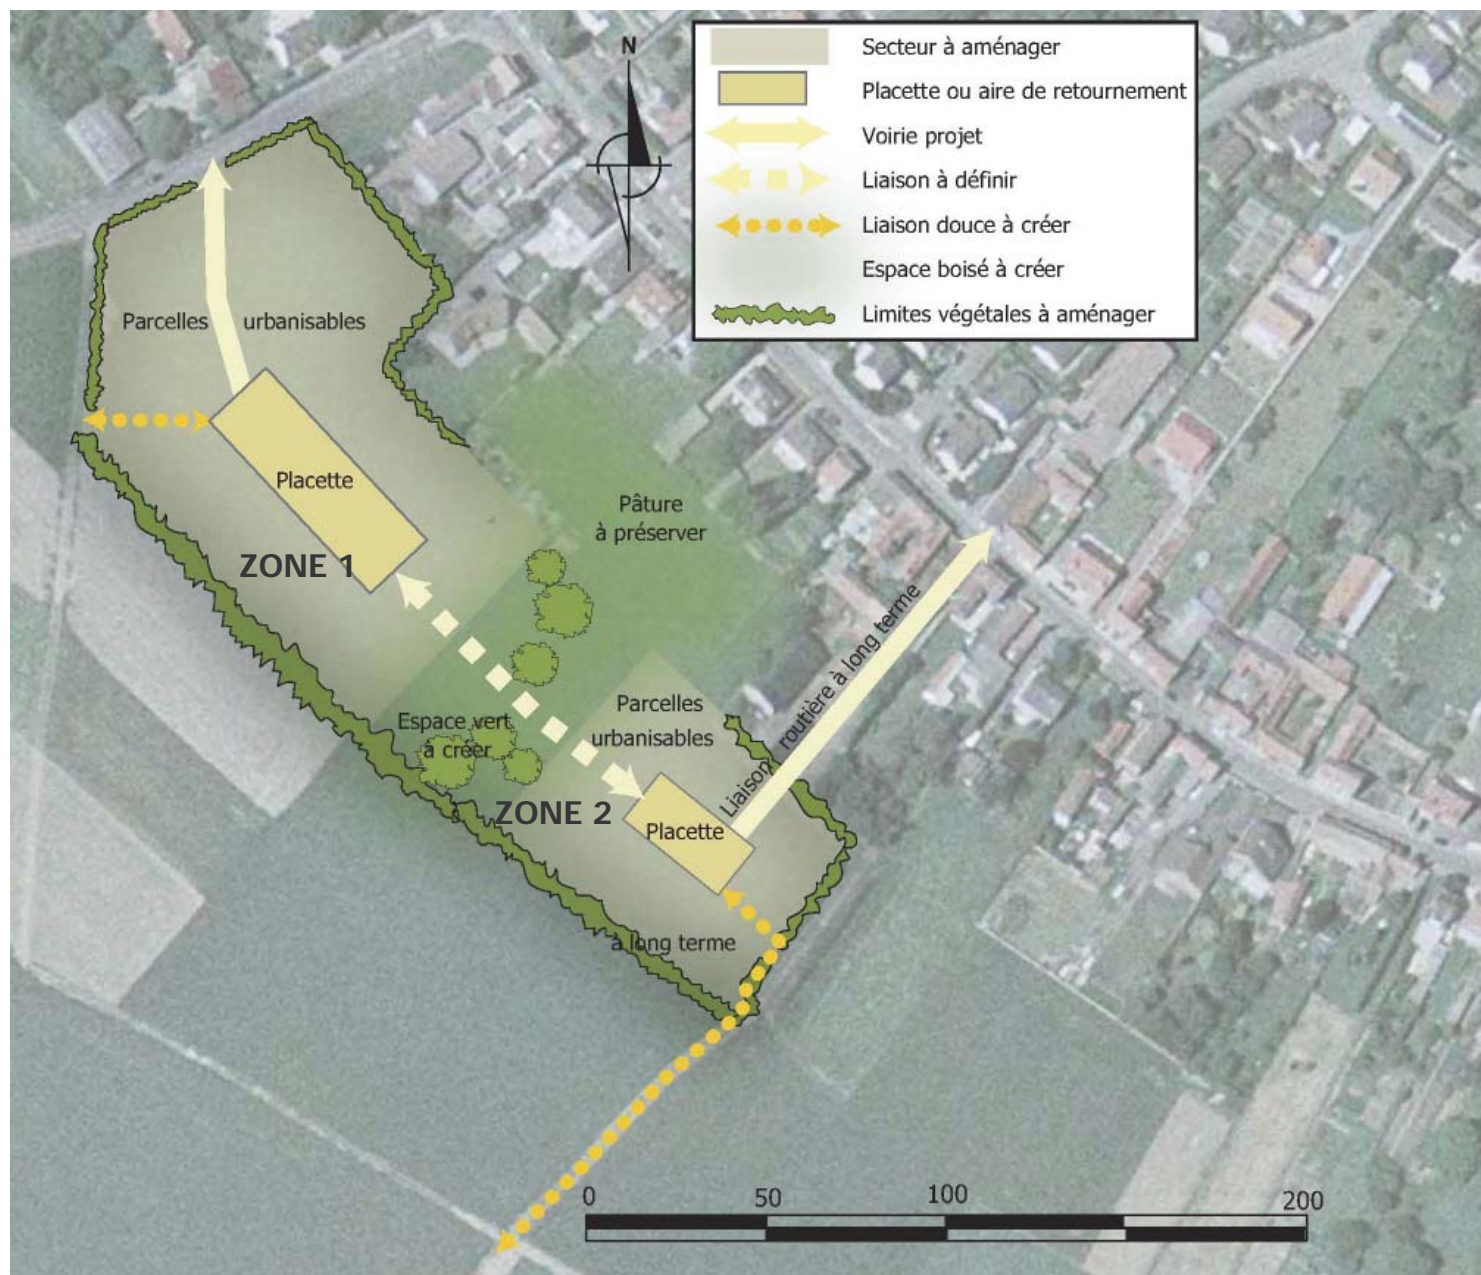 N
Secteur à aménager
Placette ou aire de retournement
Voirie projet
Liaison à définir
Liaison douce à créer
Espace boisé à créer
Limites végétales à aménager
Parcelles urbanisables
Placette
ZONE 1
Pâture
à préserver
Liaison routière à long terme
Parcelles
urbanisables
Espace vert
à créer
ZONE 2
Placette
à long terme
0 50 100 200